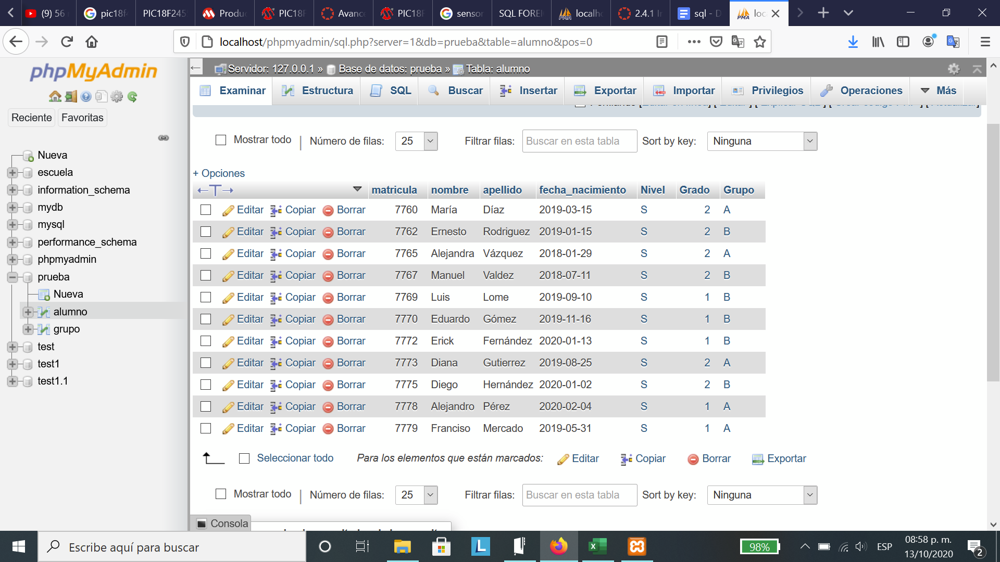 (9) 56
pic18f
PIC18F245
Produ
PIC18F
Avance
PIC18F
sensor
SQL FOREI
localho
2.4.1 I
sql - D
loc
localhost/phpmyadmin/sql.php?server=1&db=prueba&table=alumno&pos=0
phpMyAdmin
Reciente Favoritas
Nueva
escuela
information_schema
mydb
mysql
performance_schema
phpmyadmin
prueba
Nueva
alumno
grupo
test
test1
test1.1
Servidor: 127.0.0.1 » Base de datos: prueba » Tabla: alumno
Examinar Estructura SQL Buscar Insertar Exportar Importar Privilegios Operaciones Más
Mostrar todo | Número de filas: 25 Filtrar filas: Buscar en esta tabla Sort by key: Ninguna
+ Opciones
←T→ matricula nombre apellido fecha_nacimiento Nivel Grado Grupo
Editar Copiar Borrar 7760 María Díaz 2019-03-15 S 2 A
Editar Copiar Borrar 7762 Ernesto Rodriguez 2019-01-15 S 2 B
Editar Copiar Borrar 7765 Alejandra Vázquez 2018-01-29 S 2 A
Editar Copiar Borrar 7767 Manuel Valdez 2018-07-11 S 2 B
Editar Copiar Borrar 7769 Luis Lome 2019-09-10 S 1 B
Editar Copiar Borrar 7770 Eduardo Gómez 2019-11-16 S 1 B
Editar Copiar Borrar 7772 Erick Fernández 2020-01-13 S 1 B
Editar Copiar Borrar 7773 Diana Gutierrez 2019-08-25 S 2 A
Editar Copiar Borrar 7775 Diego Hernández 2020-01-02 S 2 B
Editar Copiar Borrar 7778 Alejandro Pérez 2020-02-04 S 1 A
Editar Copiar Borrar 7779 Franciso Mercado 2019-05-31 S 1 A
Seleccionar todo Para los elementos que están marcados: Editar Copiar Borrar Exportar
Mostrar todo | Número de filas: 25 Filtrar filas: Buscar en esta tabla Sort by key: Ninguna
Consola
Escribe aquí para buscar
98%
ESP
08:58 p. m.
13/10/2020
2